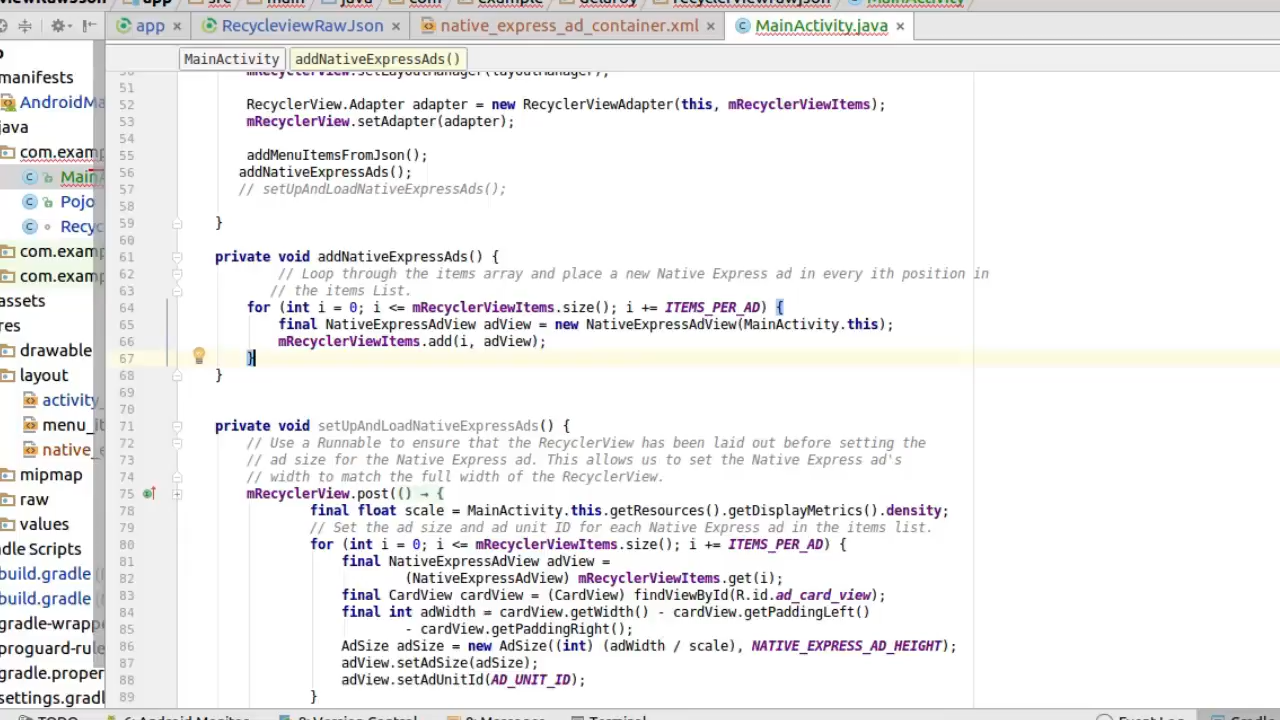 app
RecycleviewRawJson
native_express_ad_container.xml
MainActivity.java
MainActivity
addNativeExpressAds()
manifests
AndroidMa
java
com.examp
MainA
Pojo
Recyc
com.examp
com.examp
assets
res
drawable
layout
activity_
menu_it
native_e
mipmap
raw
values
dle Scripts
build.gradle
build.gradle
gradle-wrappe
proguard-rule
gradle.proper
settings.gradl
50 mRecyclerView.setLayoutManager(layoutManager);
51
52 RecyclerView.Adapter adapter = new RecyclerViewAdapter(this, mRecyclerViewItems);
53 mRecyclerView.setAdapter(adapter);
54
55 addMenuItemsFromJson();
56 addNativeExpressAds();
57 // setUpAndLoadNativeExpressAds();
58
59 }
60
61 private void addNativeExpressAds() {
62 // Loop through the items array and place a new Native Express ad in every ith position in
63 // the items List.
64 for (int i = 0; i <= mRecyclerViewItems.size(); i += ITEMS_PER_AD) {
65 final NativeExpressAdView adView = new NativeExpressAdView(MainActivity.this);
66 mRecyclerViewItems.add(i, adView);
67 }
68 }
69
70
71 private void setUpAndLoadNativeExpressAds() {
72 // Use a Runnable to ensure that the RecyclerView has been laid out before setting the
73 // ad size for the Native Express ad. This allows us to set the Native Express ad's
74 // width to match the full width of the RecyclerView.
75 mRecyclerView.post(() → {
78 final float scale = MainActivity.this.getResources().getDisplayMetrics().density;
79 // Set the ad size and ad unit ID for each Native Express ad in the items list.
80 for (int i = 0; i <= mRecyclerViewItems.size(); i += ITEMS_PER_AD) {
81 final NativeExpressAdView adView =
82 (NativeExpressAdView) mRecyclerViewItems.get(i);
83 final CardView cardView = (CardView) findViewById(R.id.ad_card_view);
84 final int adWidth = cardView.getWidth() - cardView.getPaddingLeft()
85 - cardView.getPaddingRight();
86 AdSize adSize = new AdSize((int) (adWidth / scale), NATIVE_EXPRESS_AD_HEIGHT);
87 adView.setAdSize(adSize);
88 adView.setAdUnitId(AD_UNIT_ID);
89 }